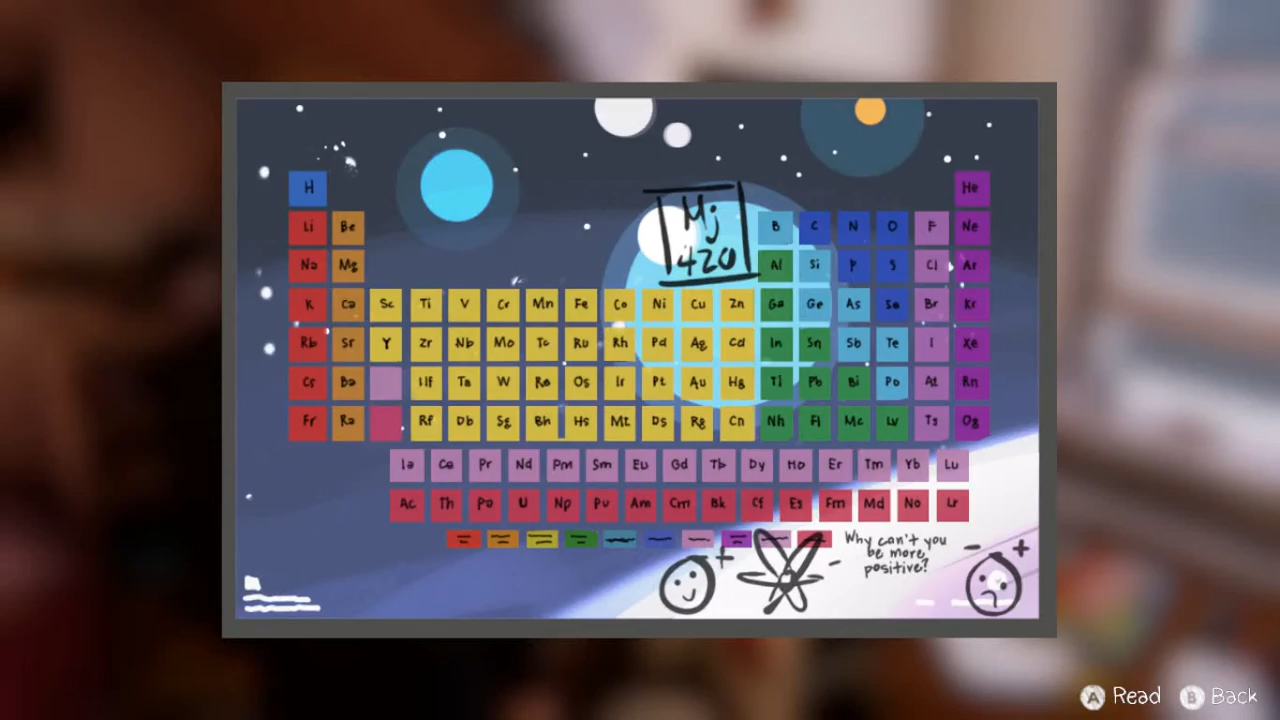 Mj
420
H He
Li Be B C N O F Ne
Na Mg Al Si P S Cl Ar
K Ca Sc Ti V Cr Mn Fe Co Ni Cu Zn Ga Ge As Se Br Kr
Rb Sr Y Zr Nb Mo Tc Ru Rh Pd Ag Cd In Sn Sb Te I Xe
Cs Ba Hf Ta W Re Os Ir Pt Au Hg Tl Pb Bi Po At Rn
Fr Ra Rf Db Sg Bh Hs Mt Ds Rg Cn Nh Fl Mc Lv Ts Og
la Ce Pr Nd Pm Sm Eu Gd Tb Dy Ho Er Tm Yb Lu
Ac Th Pa U Np Pu Am Cm Bk Cf Es Fm Md No Lr
Why can't you
be more
positive?
+ - - +
A Read B Back